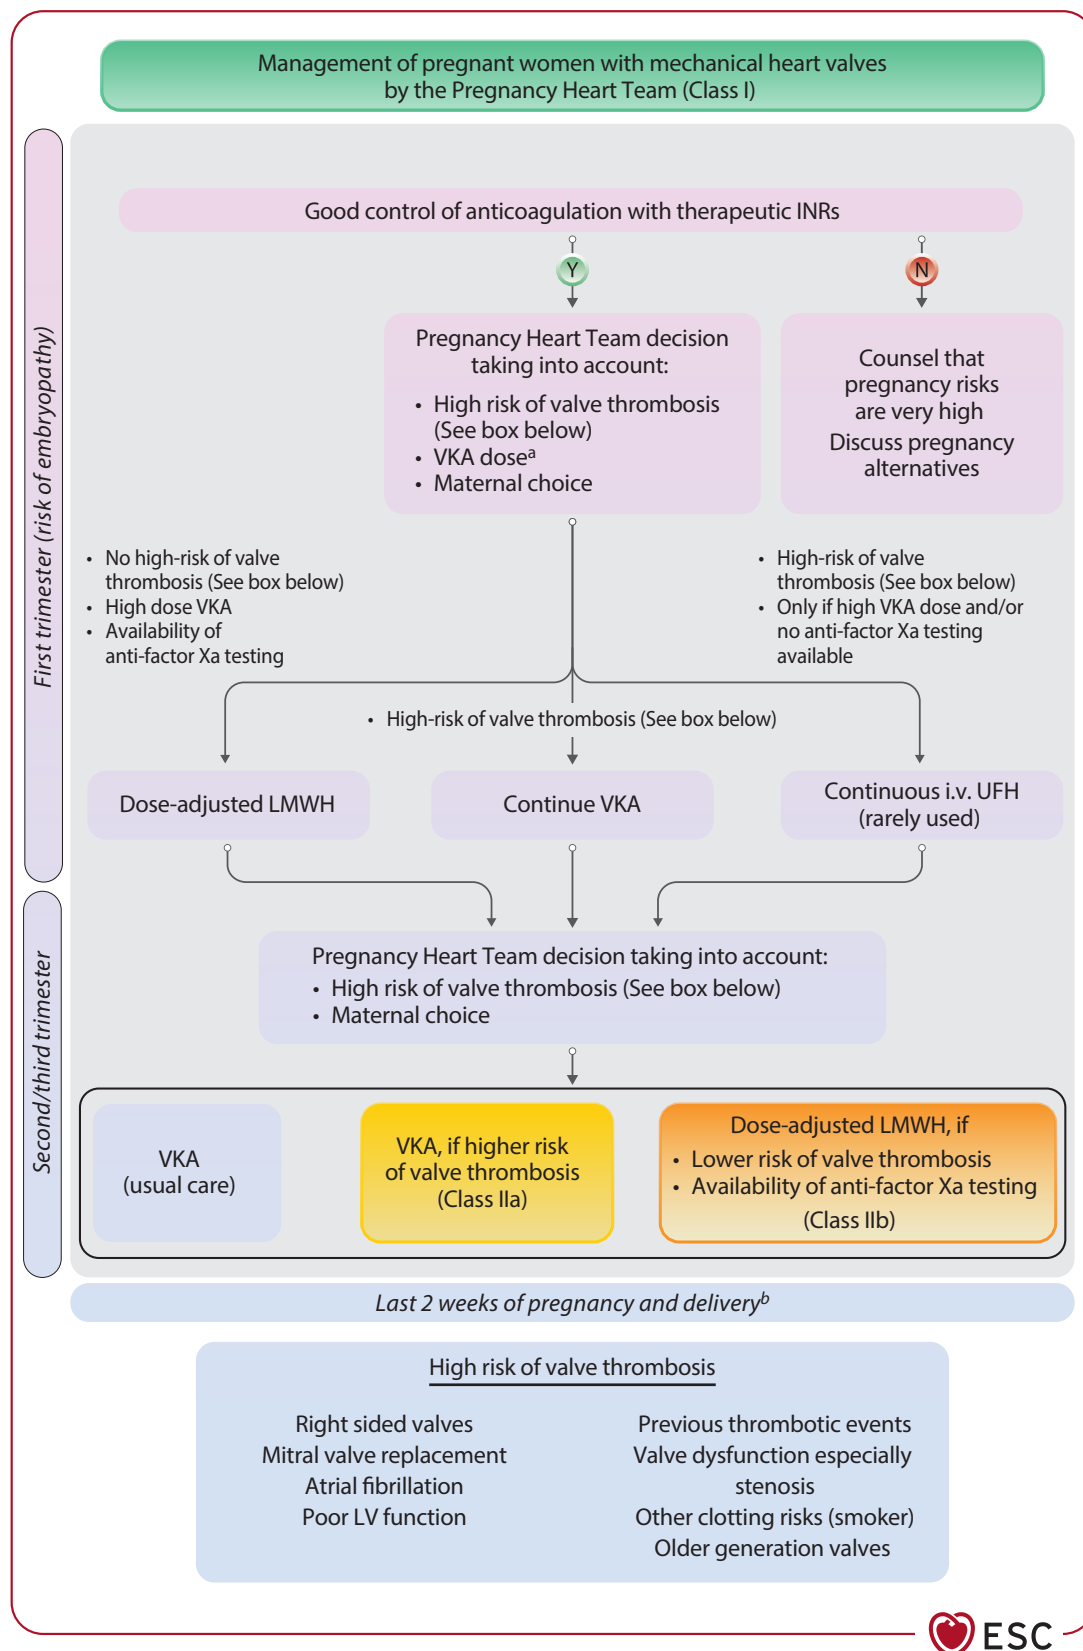 Management of pregnant women with mechanical heart valves
by the Pregnancy Heart Team (Class I)
First trimester (risk of embryopathy)
Good control of anticoagulation with therapeutic INRs
Y
N
Pregnancy Heart Team decision
taking into account:
• High risk of valve thrombosis
(See box below)
• VKA doseᵃ
• Maternal choice
Counsel that
pregnancy risks
are very high
Discuss pregnancy
alternatives
• No high-risk of valve
thrombosis (See box below)
• High dose VKA
• Availability of
anti-factor Xa testing
• High-risk of valve
thrombosis (See box below)
• Only if high VKA dose and/or
no anti-factor Xa testing
available
• High-risk of valve thrombosis (See box below)
Dose-adjusted LMWH
Continue VKA
Continuous i.v. UFH
(rarely used)
Second/third trimester
Pregnancy Heart Team decision taking into account:
• High risk of valve thrombosis (See box below)
• Maternal choice
VKA
(usual care)
VKA, if higher risk
of valve thrombosis
(Class IIa)
Dose-adjusted LMWH, if
• Lower risk of valve thrombosis
• Availability of anti-factor Xa testing
(Class IIb)
Last 2 weeks of pregnancy and deliveryᵇ
High risk of valve thrombosis
Right sided valves
Mitral valve replacement
Atrial fibrillation
Poor LV function
Previous thrombotic events
Valve dysfunction especially
stenosis
Other clotting risks (smoker)
Older generation valves
ESC